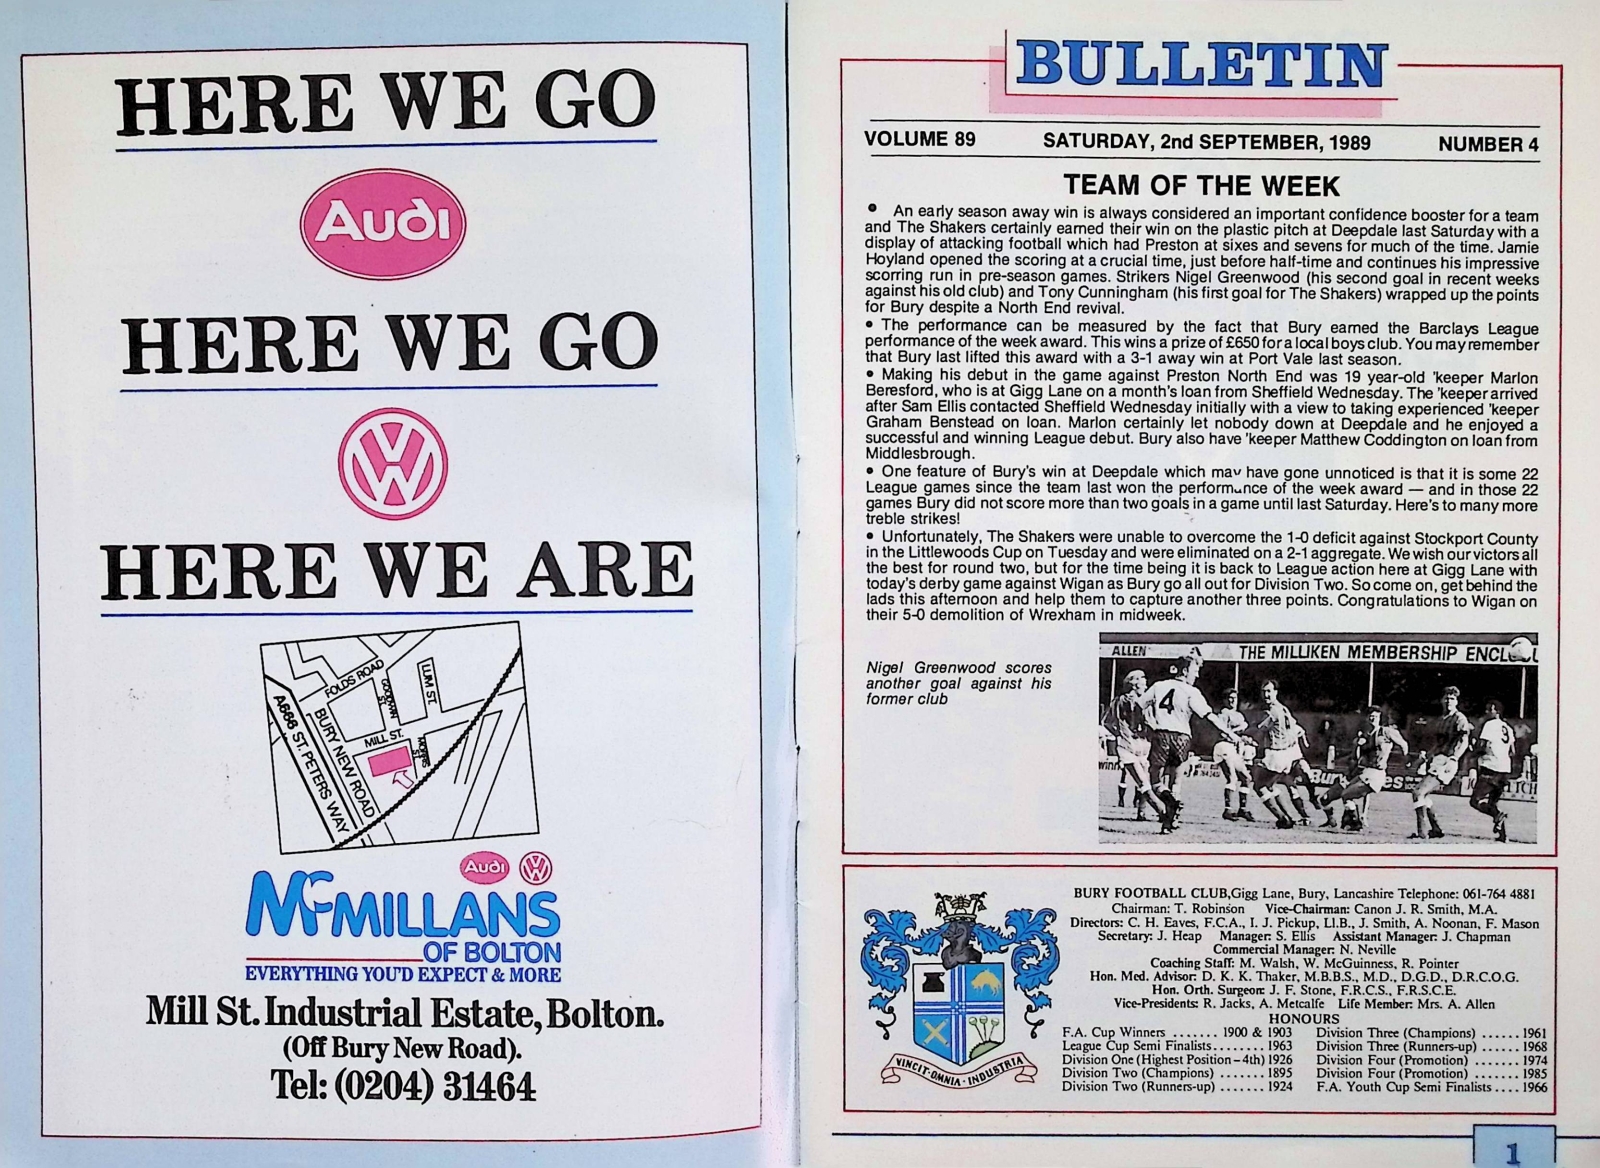 HERE WE GO
Audi
HERE WE GO
VW
HERE WE ARE
FOLDS ROAD
GOODWIN ST.
LUM ST.
A666 ST. PETERS WAY
BURY NEW ROAD
MILL ST.
MORRIS ST.
Audi
VW
McMILLANS
OF BOLTON
EVERYTHING YOU'D EXPECT & MORE
Mill St. Industrial Estate, Bolton.
(Off Bury New Road).
Tel: (0204) 31464
BULLETIN
VOLUME 89 SATURDAY, 2nd SEPTEMBER, 1989 NUMBER 4
TEAM OF THE WEEK
• An early season away win is always considered an important confidence booster for a team
and The Shakers certainly earned their win on the plastic pitch at Deepdale last Saturday with a
display of attacking football which had Preston at sixes and sevens for much of the time. Jamie
Hoyland opened the scoring at a crucial time, just before half-time and continues his impressive
scorring run in pre-season games. Strikers Nigel Greenwood (his second goal in recent weeks
against his old club) and Tony Cunningham (his first goal for The Shakers) wrapped up the points
for Bury despite a North End revival.
• The performance can be measured by the fact that Bury earned the Barclays League
performance of the week award. This wins a prize of £650 for a local boys club. You may remember
that Bury last lifted this award with a 3-1 away win at Port Vale last season.
• Making his debut in the game against Preston North End was 19 year-old 'keeper Marlon
Beresford, who is at Gigg Lane on a month's loan from Sheffield Wednesday. The 'keeper arrived
after Sam Ellis contacted Sheffield Wednesday initially with a view to taking experienced 'keeper
Graham Benstead on loan. Marlon certainly let nobody down at Deepdale and he enjoyed a
successful and winning League debut. Bury also have 'keeper Matthew Coddington on loan from
Middlesbrough.
• One feature of Bury's win at Deepdale which may have gone unnoticed is that it is some 22
League games since the team last won the performance of the week award — and in those 22
games Bury did not score more than two goals in a game until last Saturday. Here's to many more
treble strikes!
• Unfortunately, The Shakers were unable to overcome the 1-0 deficit against Stockport County
in the Littlewoods Cup on Tuesday and were eliminated on a 2-1 aggregate. We wish our victors all
the best for round two, but for the time being it is back to League action here at Gigg Lane with
today's derby game against Wigan as Bury go all out for Division Two. So come on, get behind the
lads this afternoon and help them to capture another three points. Congratulations to Wigan on
their 5-0 demolition of Wrexham in midweek.
Nigel Greenwood scores
another goal against his
former club
ALLEN THE MILLIKEN MEMBERSHIP
4
Bury
BURY FOOTBALL CLUB, Gigg Lane, Bury, Lancashire Telephone: 061-764 4881
Chairman: T. Robinson Vice-Chairman: Canon J. R. Smith, M.A.
Directors: C. H. Eaves, F.C.A., I. J. Pickup, Ll.B., J. Smith, A. Noonan, F. Mason
Secretary: J. Heap Manager: S. Ellis Assistant Manager: J. Chapman
Commercial Manager: N. Neville
Coaching Staff: M. Walsh, W. McGuinness, R. Pointer
Hon. Med. Advisor: D. K. K. Thaker, M.B.B.S., M.D., D.G.D., D.R.C.O.G.
Hon. Orth. Surgeon: J. F. Stone, F.R.C.S., F.R.S.C.E.
Vice-Presidents: R. Jacks, A. Metcalfe Life Member: Mrs. A. Allen
HONOURS
F.A. Cup Winners ....... 1900 & 1903
League Cup Semi Finalists........ 1963
Division One (Highest Position – 4th) 1926
Division Two (Champions) ....... 1895
Division Two (Runners-up) ....... 1924
Division Three (Champions) ...... 1961
Division Three (Runners-up) ...... 1968
Division Four (Promotion) ....... 1974
Division Four (Promotion) ....... 1985
F.A. Youth Cup Semi Finalists .... 1966
VINCIT·OMNIA·INDUSTRIA
1